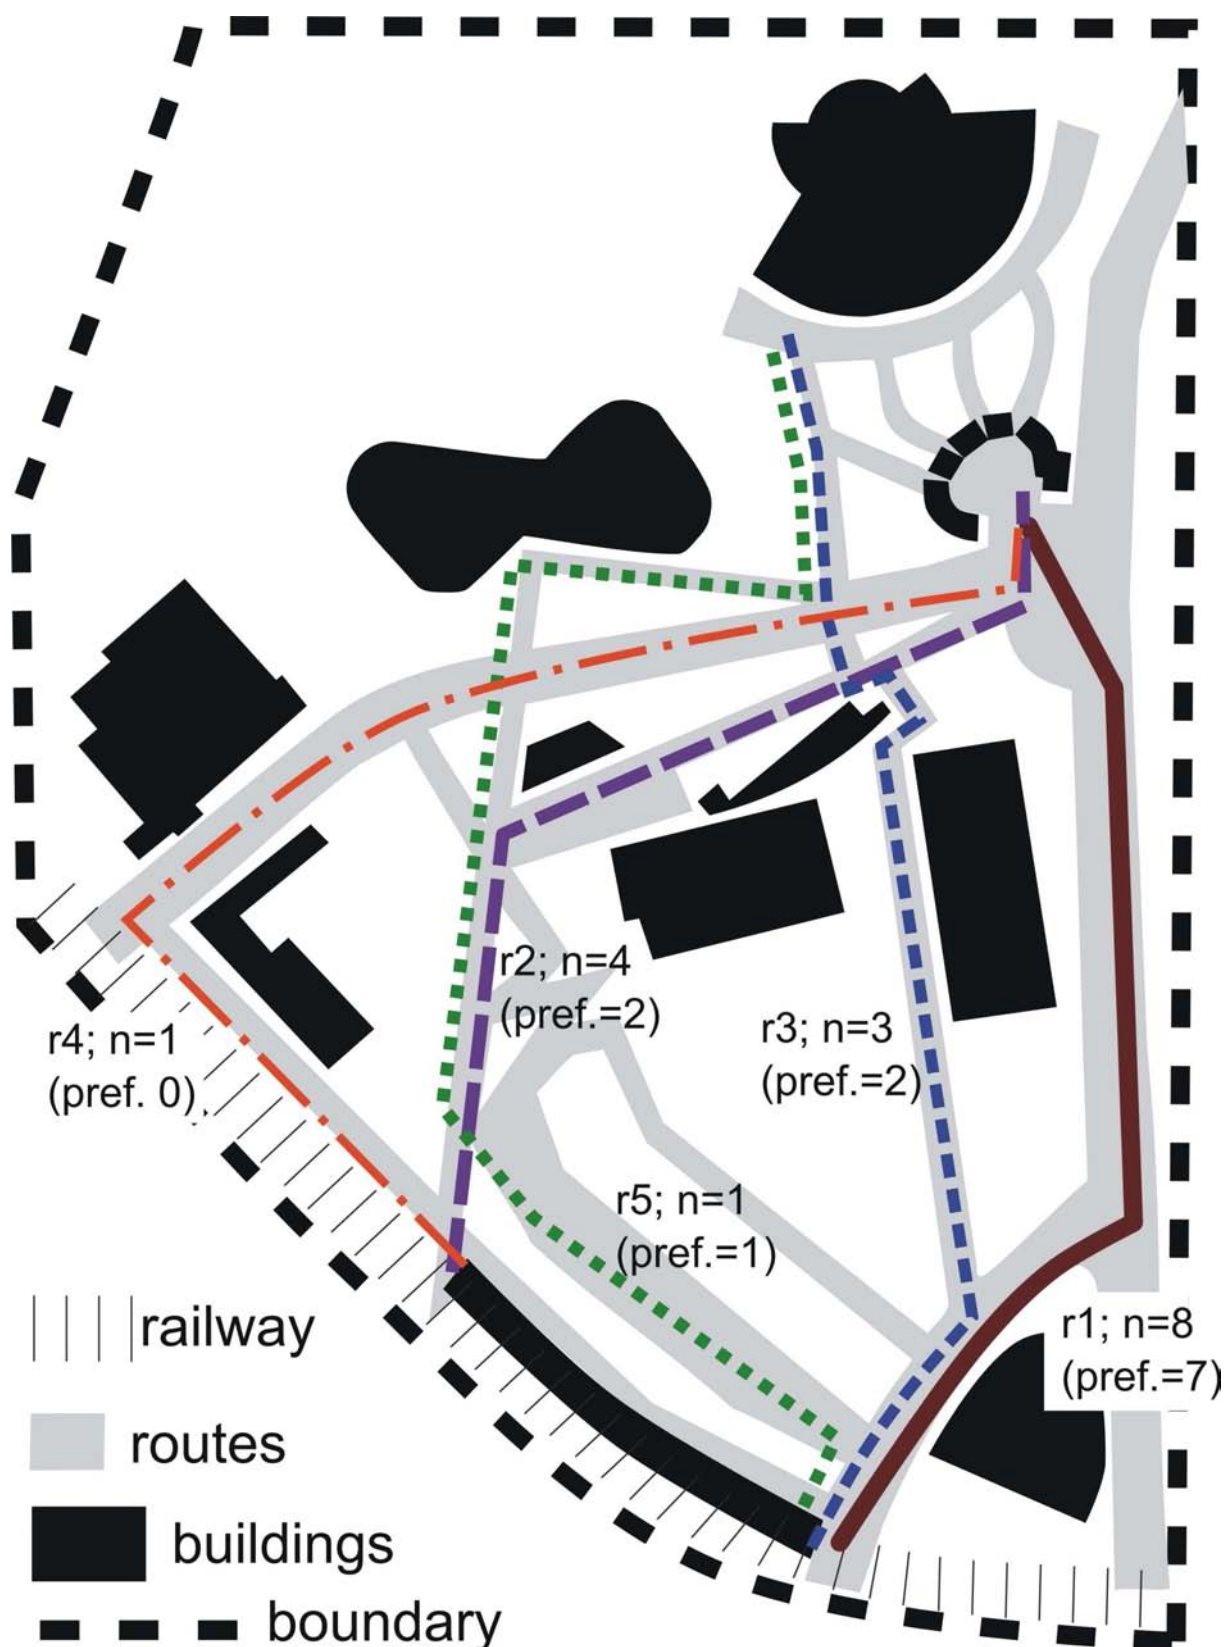 r2; n=4
(pref.=2)
r3; n=3
(pref.=2)
r4; n=1
(pref. 0)
r5; n=1
(pref.=1)
r1; n=8
(pref.=7)
railway
routes
buildings
boundary